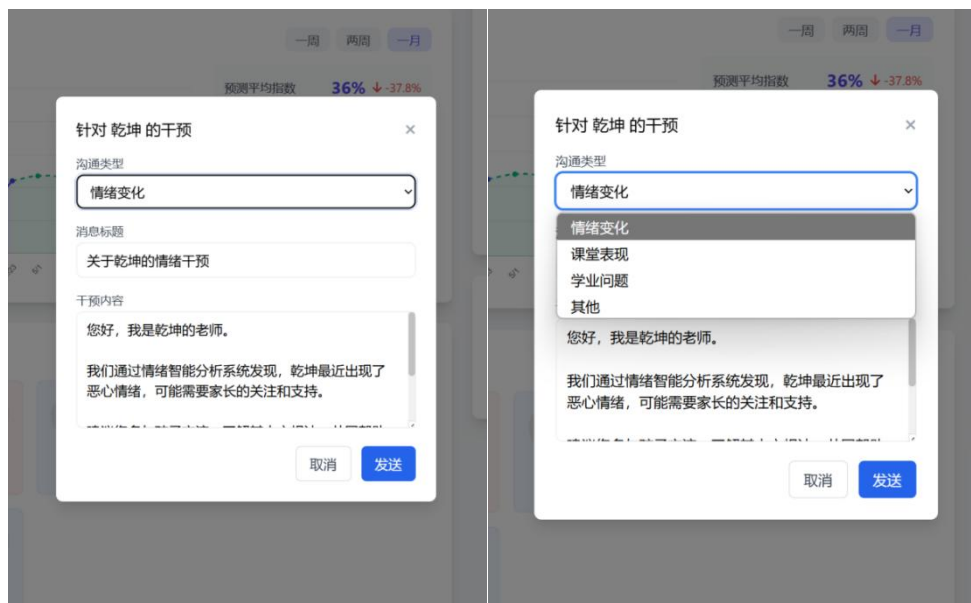 一周 两周 一月
预测平均指数 36% ↓ -37.8%
针对 乾坤 的干预 ×
沟通类型
情绪变化
消息标题
关于乾坤的情绪干预
干预内容
您好，我是乾坤的老师。
我们通过情绪智能分析系统发现，乾坤最近出现了
恶心情绪，可能需要家长的关注和支持。
取消 发送
一周 两周 一月
预测平均指数 36% ↓ -37.8%
针对 乾坤 的干预 ×
沟通类型
情绪变化
情绪变化
课堂表现
学业问题
其他
您好，我是乾坤的老师。
我们通过情绪智能分析系统发现，乾坤最近出现了
恶心情绪，可能需要家长的关注和支持。
取消 发送